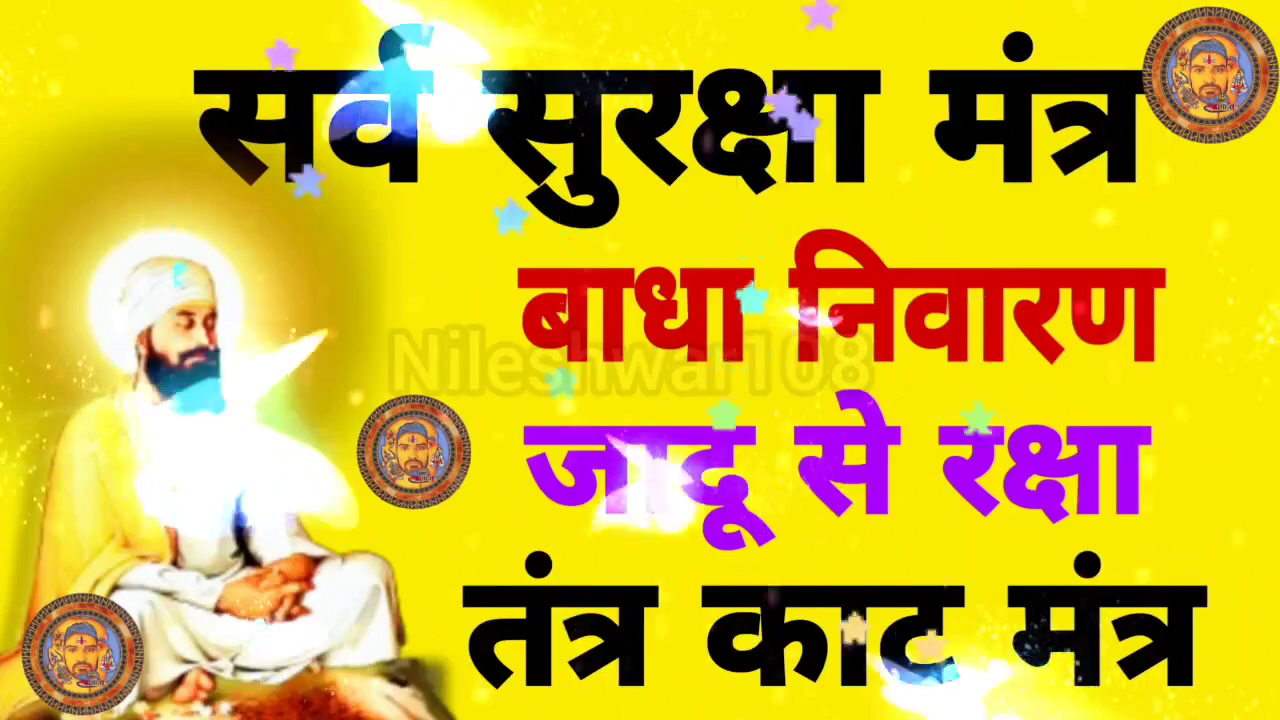 सर्व सुरक्षा मंत्र
बाधा निवारण
Nileshwar108
जादू से रक्षा
तंत्र काट मंत्र